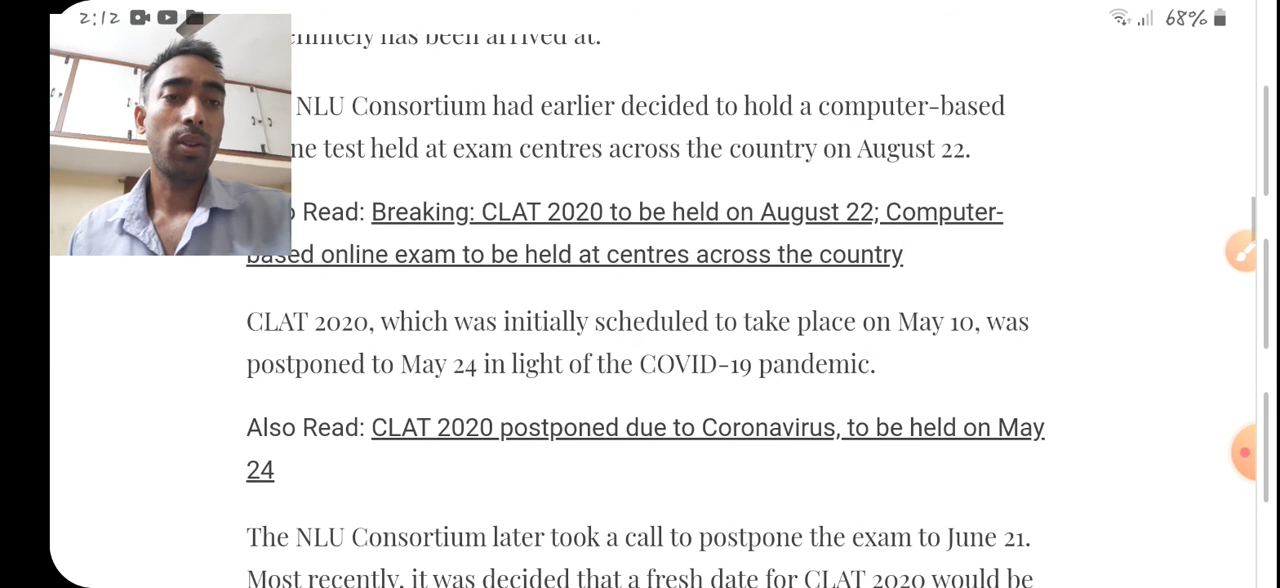 2:12
68%
has been arrived at.
NLU Consortium had earlier decided to hold a computer-based
test held at exam centres across the country on August 22.
Read: Breaking: CLAT 2020 to be held on August 22; Computer-
based online exam to be held at centres across the country
CLAT 2020, which was initially scheduled to take place on May 10, was
postponed to May 24 in light of the COVID-19 pandemic.
Also Read: CLAT 2020 postponed due to Coronavirus, to be held on May
24
The NLU Consortium later took a call to postpone the exam to June 21.
Most recently, it was decided that a fresh date for CLAT 2020 would be